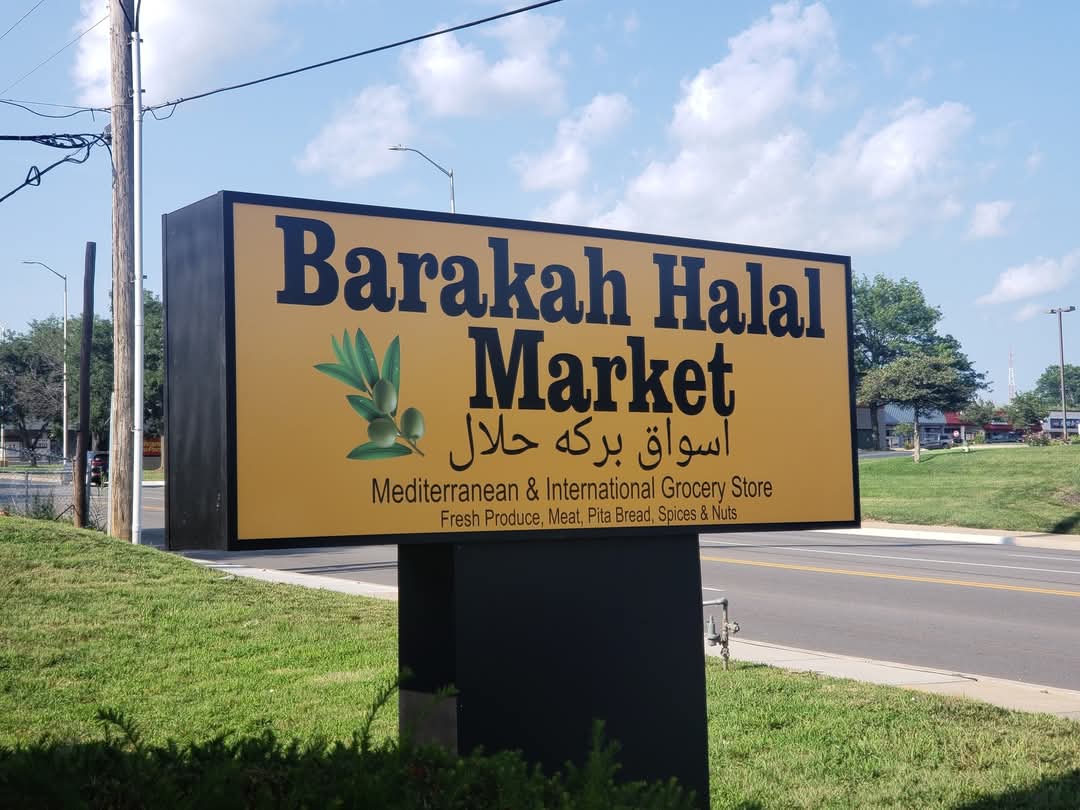 Barakah Halal
Market
اسواق بركه حلال
Mediterranean & International Grocery Store
Fresh Produce, Meat, Pita Bread, Spices & Nuts